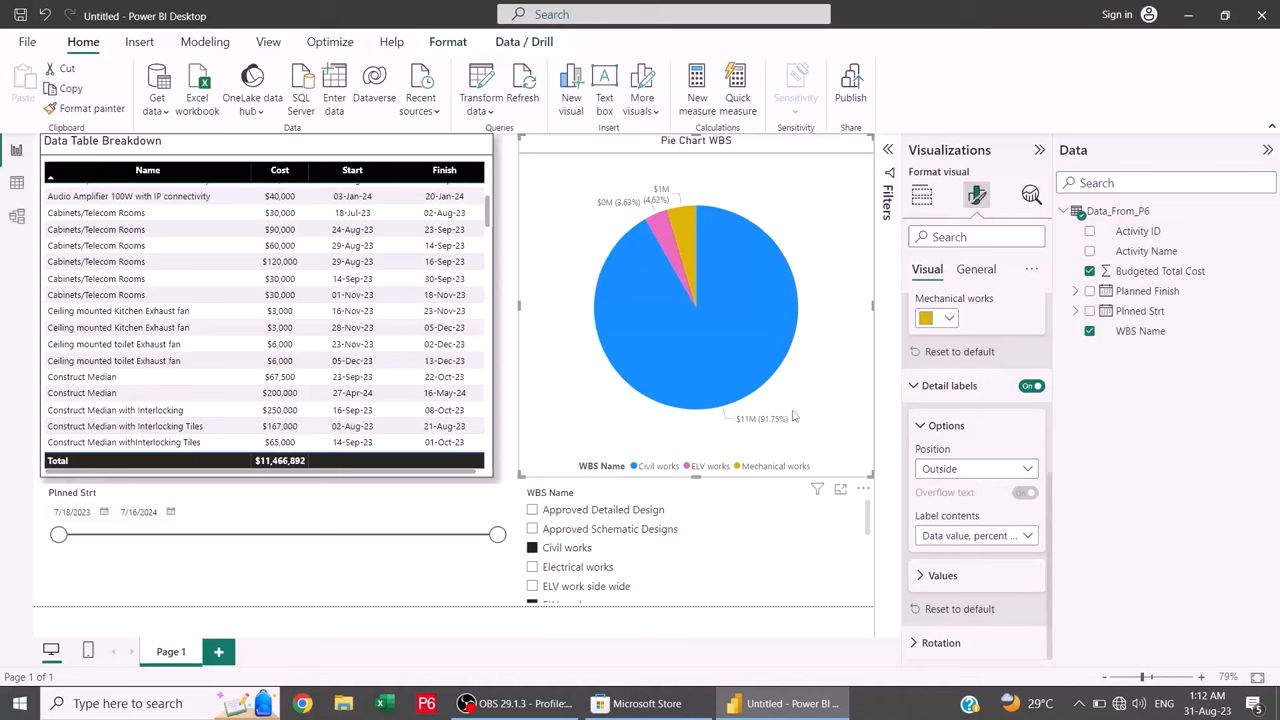 Untitled - Power BI Desktop
Search
Sign in
File Home Insert Modeling View Optimize Help Format Data / Drill
Paste
Cut
Copy
Format painter
Get data
Excel workbook
OneLake data hub
SQL Server
Enter data
Dataverse
Recent sources
Transform data
Refresh
New visual
Text box
More visuals
New measure
Quick measure
Sensitivity
Publish
Clipboard Data Queries Insert Calculations Sensitivity Share
Data Table Breakdown
Name Cost Start Finish
Audio Amplifier 100W with IP connectivity $40,000 03-Jan-24 20-Jan-24
Cabinets/Telecom Rooms $30,000 18-Jul-23 02-Aug-23
Cabinets/Telecom Rooms $90,000 24-Aug-23 23-Sep-23
Cabinets/Telecom Rooms $60,000 29-Aug-23 14-Sep-23
Cabinets/Telecom Rooms $120,000 29-Aug-23 16-Sep-23
Cabinets/Telecom Rooms $30,000 14-Sep-23 30-Sep-23
Cabinets/Telecom Rooms $30,000 01-Nov-23 18-Nov-23
Ceiling mounted Kitchen Exhaust fan $3,000 16-Nov-23 23-Nov-23
Ceiling mounted Kitchen Exhaust fan $3,000 28-Nov-23 05-Dec-23
Ceiling mounted toilet Exhaust fan $6,000 23-Nov-23 02-Dec-23
Ceiling mounted toilet Exhaust fan $6,000 05-Dec-23 13-Dec-23
Construct Median $67,500 23-Sep-23 22-Oct-23
Construct Median $200,000 27-Apr-24 16-May-24
Construct Median with Interlocking $250,000 16-Sep-23 08-Oct-23
Construct Median with Interlocking Tiles $167,000 02-Aug-23 21-Aug-23
Construct Median withInterlocking Tiles $65,000 14-Sep-23 01-Oct-23
Total $11,466,892
Plnned Strt
7/18/2023 7/16/2024
Pie Chart WBS
$1M
(4.62%)
$0M (3.63%)
$11M (91.75%)
WBS Name Civil works ELV works Mechanical works
WBS Name
Approved Detailed Design
Approved Schematic Designs
Civil works
Electrical works
ELV work side wide
Filters
Visualizations
Format visual
Search
Visual General
Mechanical works
Reset to default
Detail labels On
Options
Position
Outside
Overflow text On
Label contents
Data value, percent ...
Values
Reset to default
Rotation
Data
Search
Data_From_P6
Activity ID
Activity Name
Budgeted Total Cost
Planned Finish
Plnned Strt
WBS Name
Page 1
Page 1 of 1
79%
Type here to search
P6
OBS 29.1.3 - Profile:...
Microsoft Store
Untitled - Power BI ...
29°C
ENG
1:12 AM
31-Aug-23
5